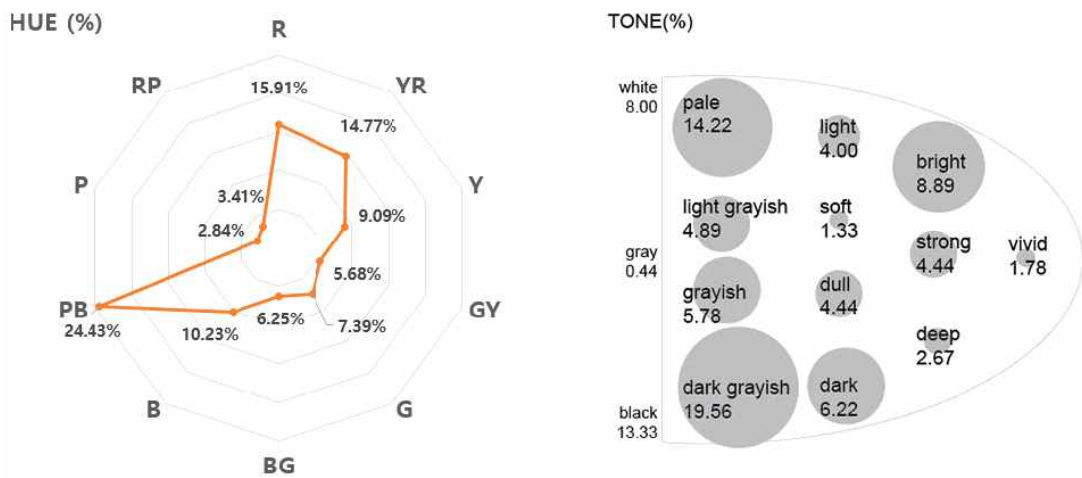 HUE (%)
R
15.91%
YR
14.77%
Y
9.09%
GY
5.68%
G
7.39%
BG
6.25%
B
10.23%
PB
24.43%
P
2.84%
RP
3.41%
TONE(%)
white
8.00
gray
0.44
black
13.33
pale
14.22
light
4.00
bright
8.89
light grayish
4.89
soft
1.33
strong
4.44
vivid
1.78
grayish
5.78
dull
4.44
deep
2.67
dark grayish
19.56
dark
6.22